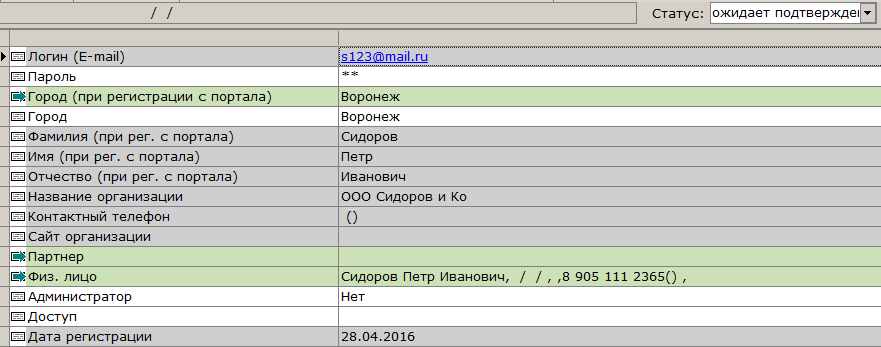 / / Статус: ожидает подтвержден
Логин (E-mail) s123@mail.ru
Пароль **
Город (при регистрации с портала) Воронеж
Город Воронеж
Фамилия (при рег. с портала) Сидоров
Имя (при рег. с портала) Петр
Отчество (при рег. с портала) Иванович
Название организации ООО Сидоров и Ко
Контактный телефон ()
Сайт организации
Партнер
Физ. лицо Сидоров Петр Иванович, / / , ,8 905 111 2365() ,
Администратор Нет
Доступ
Дата регистрации 28.04.2016